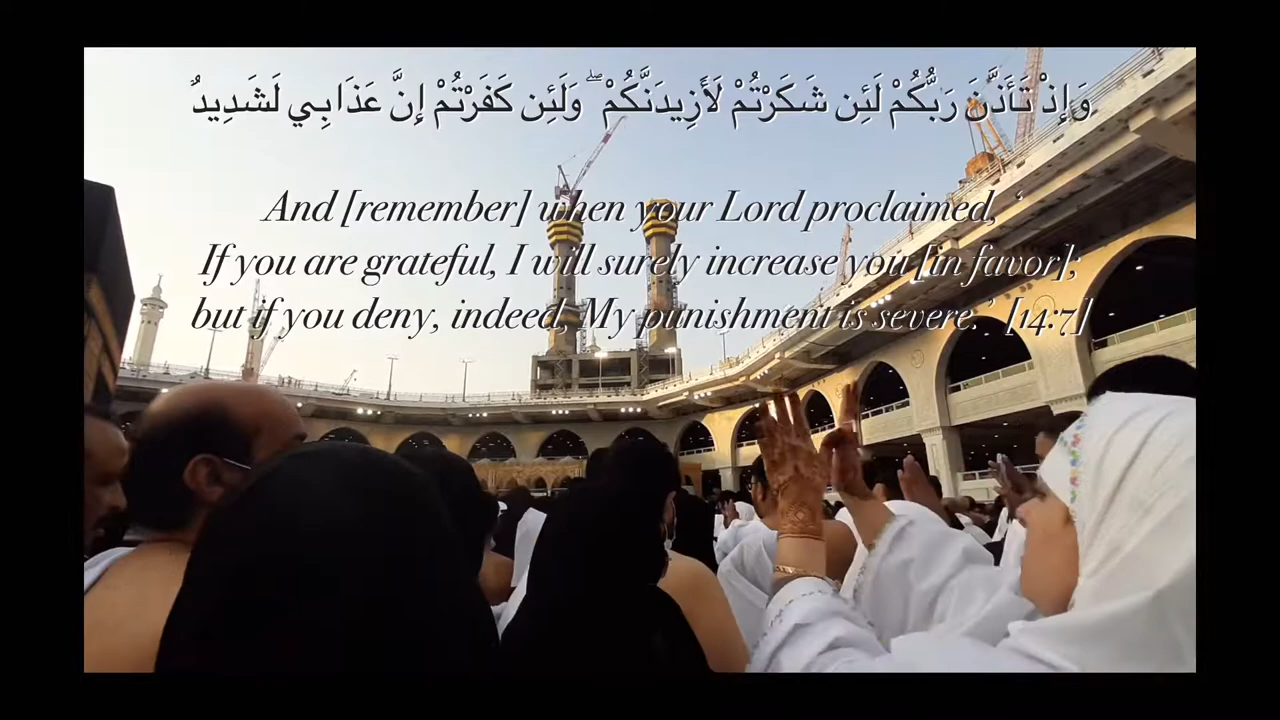 وَإِذْ تَأَذَّنَ رَبُّكُمْ لَئِن شَكَرْتُمْ لَأَزِيدَنَّكُمْ ۖ وَلَئِن كَفَرْتُمْ إِنَّ عَذَابِي لَشَدِيدٌ
And [remember] when your Lord proclaimed, ‘
If you are grateful, I will surely increase you [in favor];
but if you deny, indeed, My punishment is severe.’ [14:7]